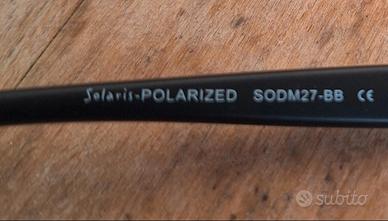 Solaris-POLARIZED SODM27-BB CE
subito